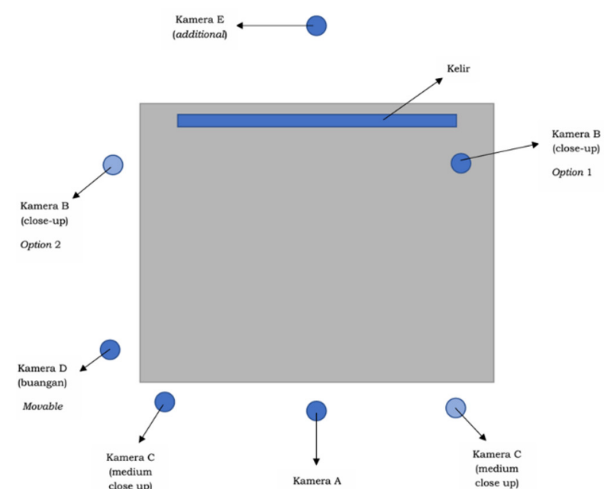 Kamera E
(additional)
Kelir
Kamera B
(close-up)
Option 1
Kamera B
(close-up)
Option 2
Kamera D
(buangan)
Movable
Kamera C
(medium
close up)
Kamera A
Kamera C
(medium
close up)